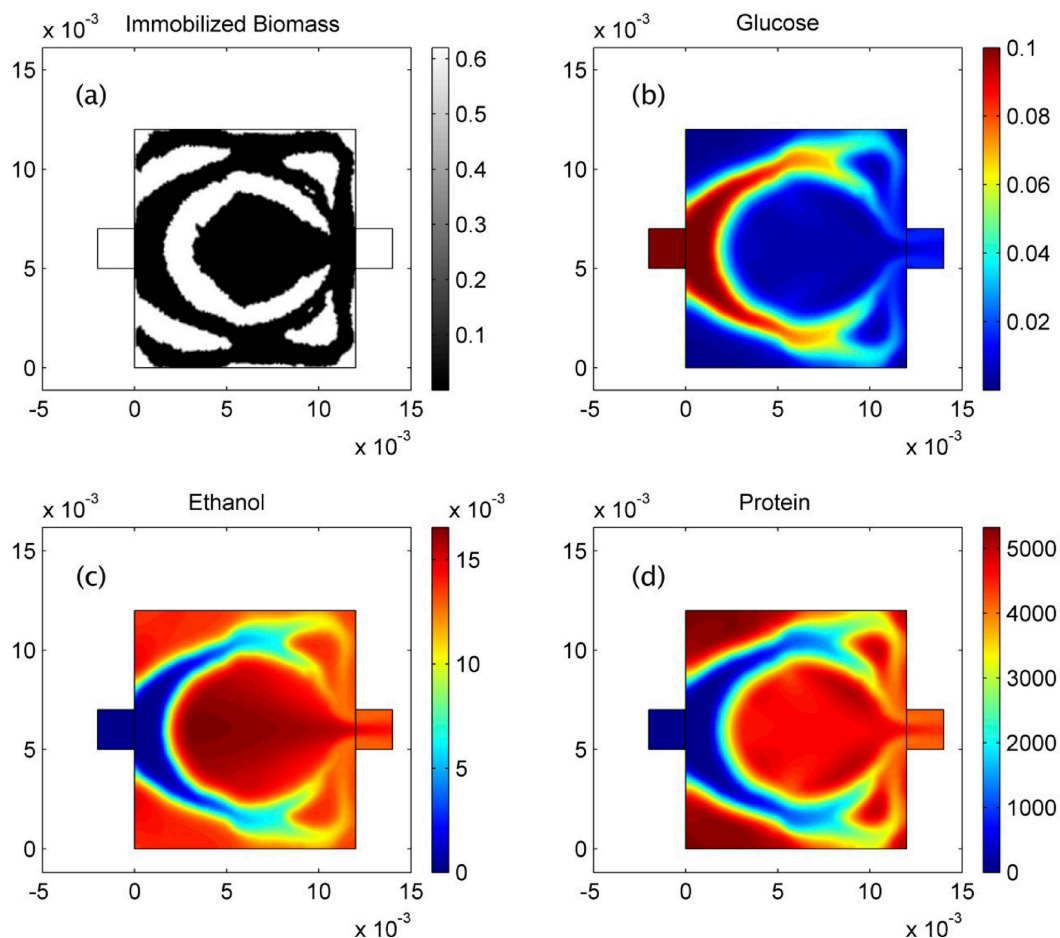 x 10⁻³ Immobilized Biomass
(a)
15
10
5
0
-5 0 5 10 15
x 10⁻³
0.6
0.5
0.4
0.3
0.2
0.1
x 10⁻³ Glucose
(b)
15
10
5
0
-5 0 5 10 15
x 10⁻³
0.1
0.08
0.06
0.04
0.02
x 10⁻³ Ethanol x 10⁻³
(c)
15
10
5
0
-5 0 5 10 15
x 10⁻³
15
10
5
0
x 10⁻³ Protein
(d)
15
10
5
0
-5 0 5 10 15
x 10⁻³
5000
4000
3000
2000
1000
0